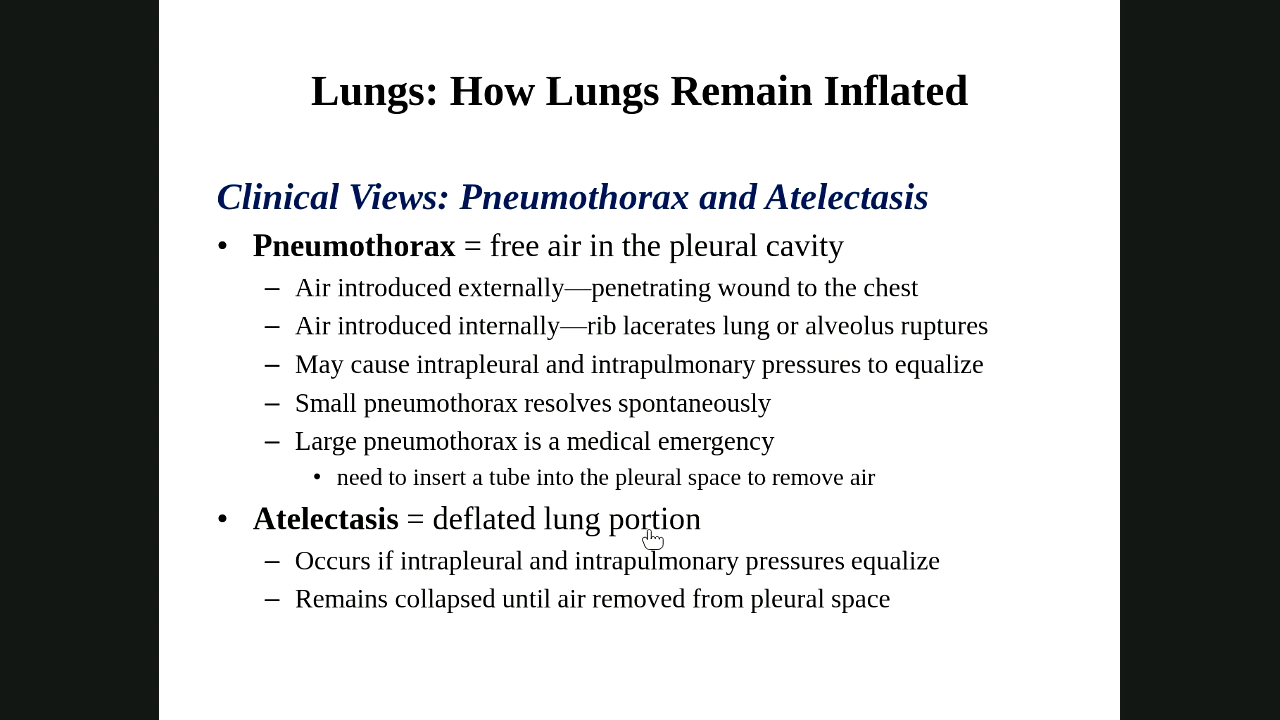 Lungs: How Lungs Remain Inflated
Clinical Views: Pneumothorax and Atelectasis
• Pneumothorax = free air in the pleural cavity
– Air introduced externally—penetrating wound to the chest
– Air introduced internally—rib lacerates lung or alveolus ruptures
– May cause intrapleural and intrapulmonary pressures to equalize
– Small pneumothorax resolves spontaneously
– Large pneumothorax is a medical emergency
• need to insert a tube into the pleural space to remove air
• Atelectasis = deflated lung portion
– Occurs if intrapleural and intrapulmonary pressures equalize
– Remains collapsed until air removed from pleural space